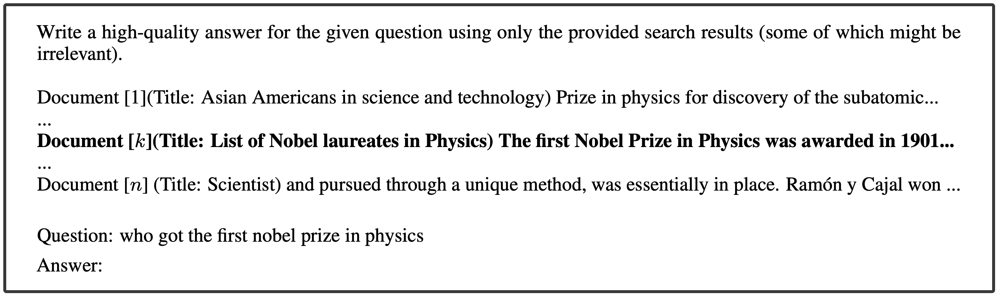 Write a high-quality answer for the given question using only the provided search results (some of which might be
irrelevant).
Document [1](Title: Asian Americans in science and technology) Prize in physics for discovery of the subatomic...
...
Document [k](Title: List of Nobel laureates in Physics) The first Nobel Prize in Physics was awarded in 1901...
...
Document [n] (Title: Scientist) and pursued through a unique method, was essentially in place. Ramón y Cajal won ...
Question: who got the first nobel prize in physics
Answer: